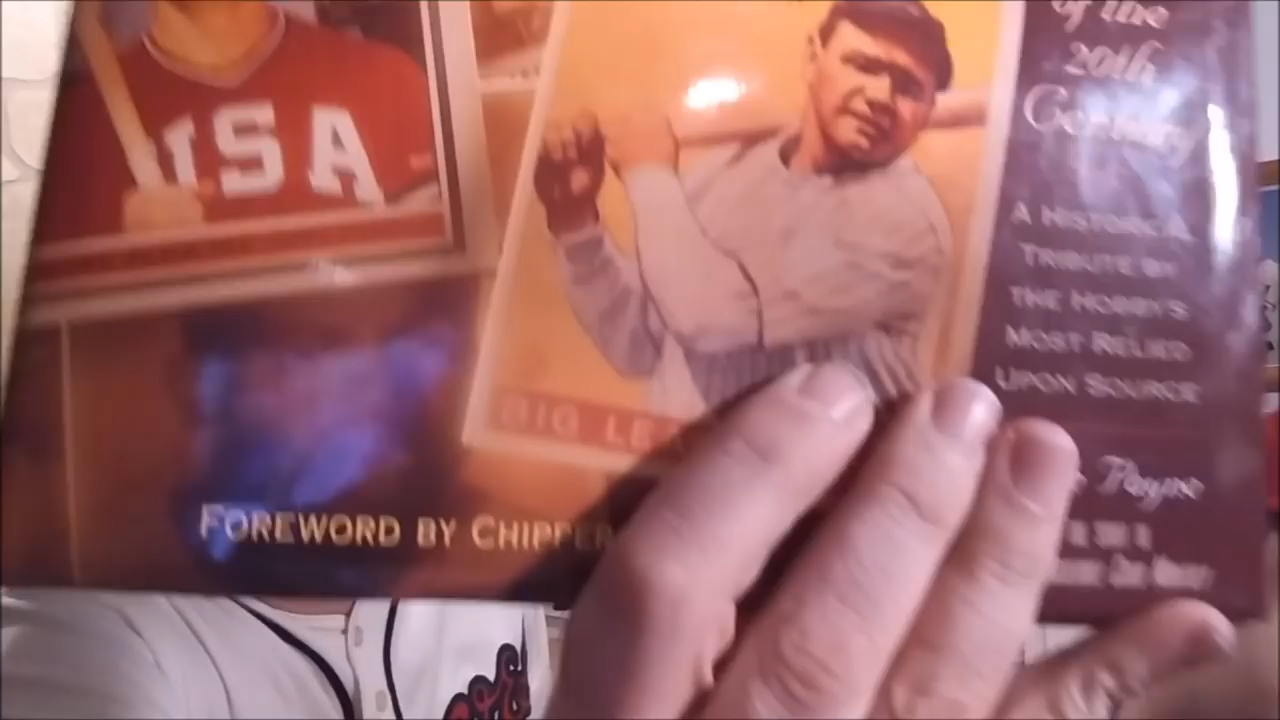 USA
of the
20th
Century
A HISTORICAL
TRIBUTE BY
THE HOBBY'S
MOST RELIED
UPON SOURCE
BIG LEA
Payne
FOREWORD BY CHIPPER